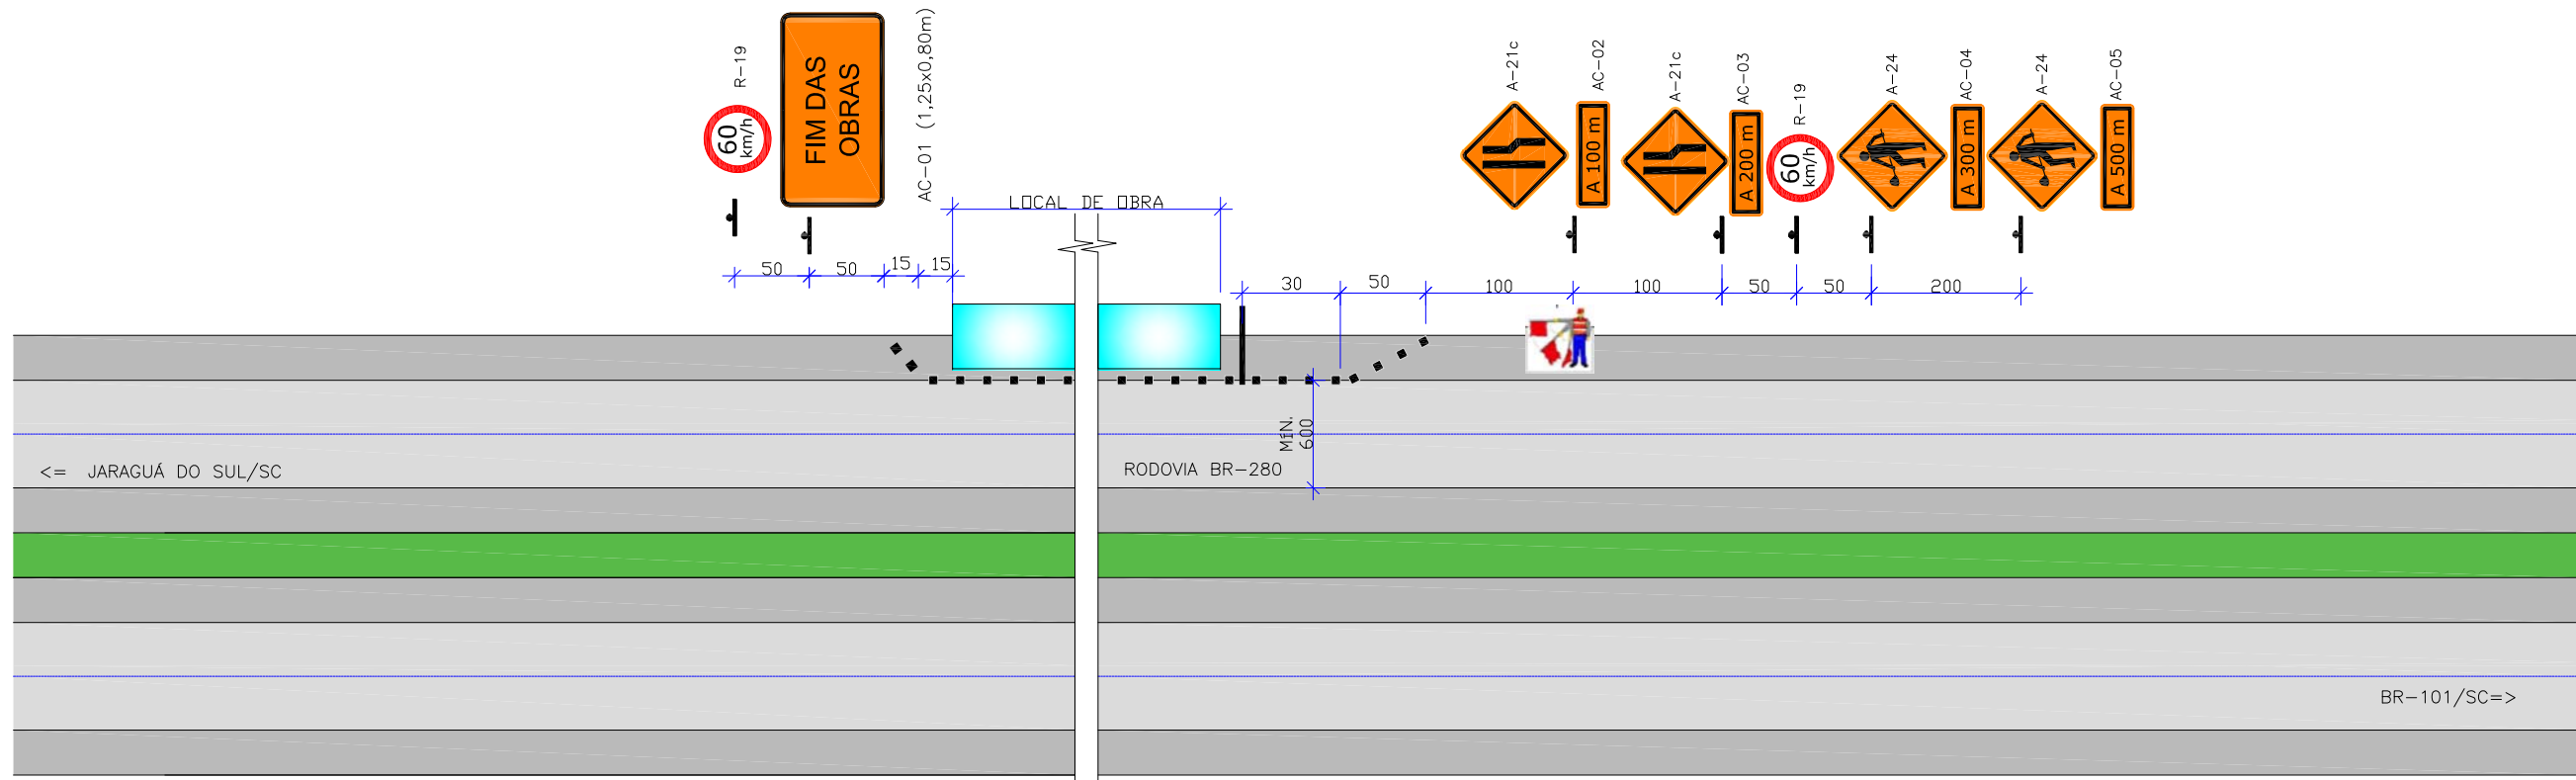 R-19
60
km/h
FIM DAS
OBRAS
AC-01 (1,25x0,80m)
A-21c
AC-02
A 100 m
A-21c
AC-03
A 200 m
R-19
60
km/h
A-24
AC-04
A 300 m
A-24
AC-05
A 500 m
LOCAL DE OBRA
50 50 15 15
30 50 100 100 50 50 200
MÍN.
600
<= JARAGUÁ DO SUL/SC
RODOVIA BR-280
BR-101/SC=>